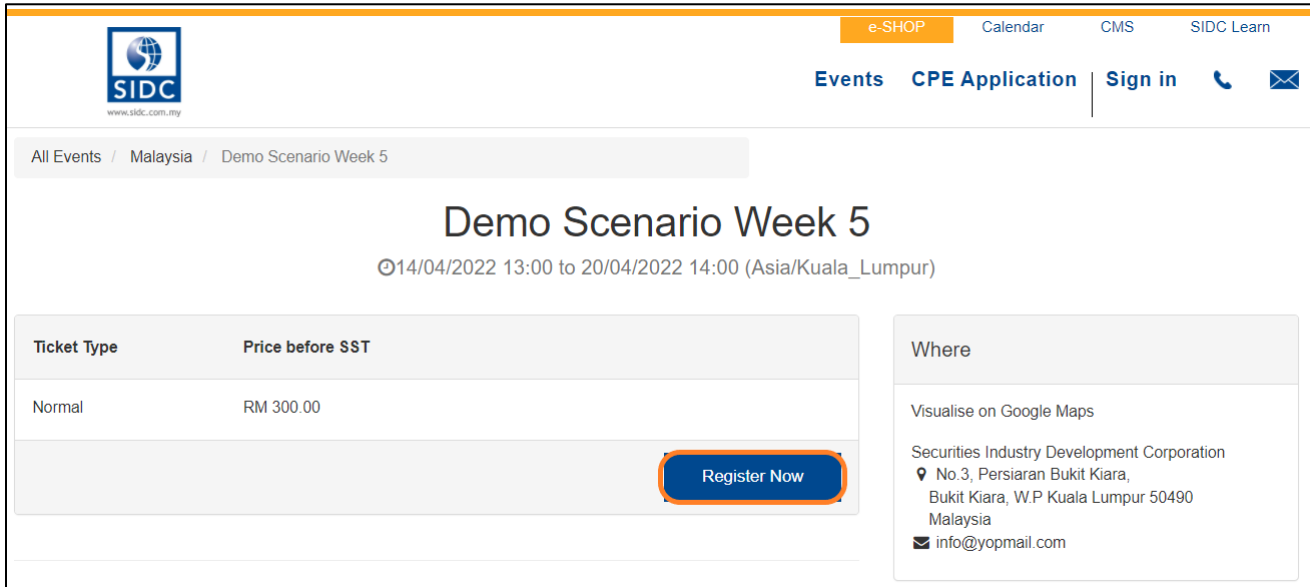 e-SHOP Calendar CMS SIDC Learn
SIDC
www.sidc.com.my
Events CPE Application Sign in
All Events / Malaysia / Demo Scenario Week 5
Demo Scenario Week 5
14/04/2022 13:00 to 20/04/2022 14:00 (Asia/Kuala_Lumpur)
Ticket Type Price before SST
Normal RM 300.00
Register Now
Where
Visualise on Google Maps
Securities Industry Development Corporation
No.3, Persiaran Bukit Kiara,
Bukit Kiara, W.P Kuala Lumpur 50490
Malaysia
info@yopmail.com